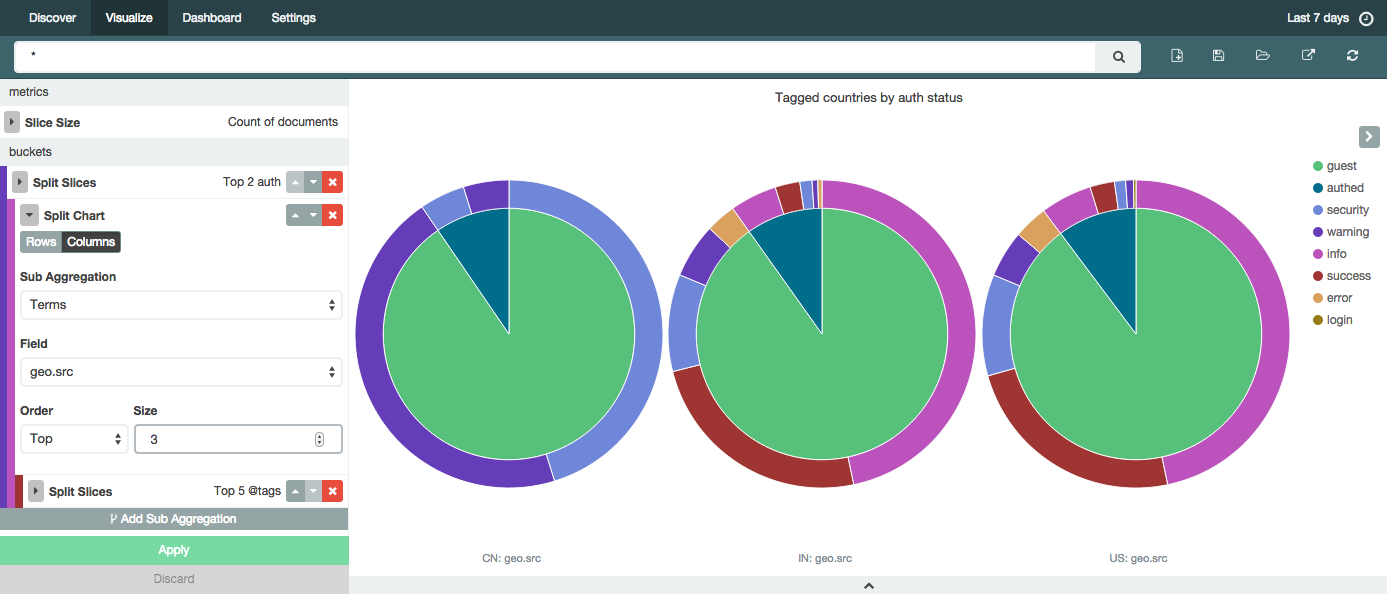 Discover Visualize Dashboard Settings Last 7 days
*
metrics
Slice Size Count of documents
buckets
Split Slices Top 2 auth
Split Chart
Rows Columns
Sub Aggregation
Terms
Field
geo.src
Order Size
Top 3
Split Slices Top 5 @tags
Add Sub Aggregation
Apply
Discard
Tagged countries by auth status
guest
authed
security
warning
info
success
error
login
CN: geo.src IN: geo.src US: geo.src